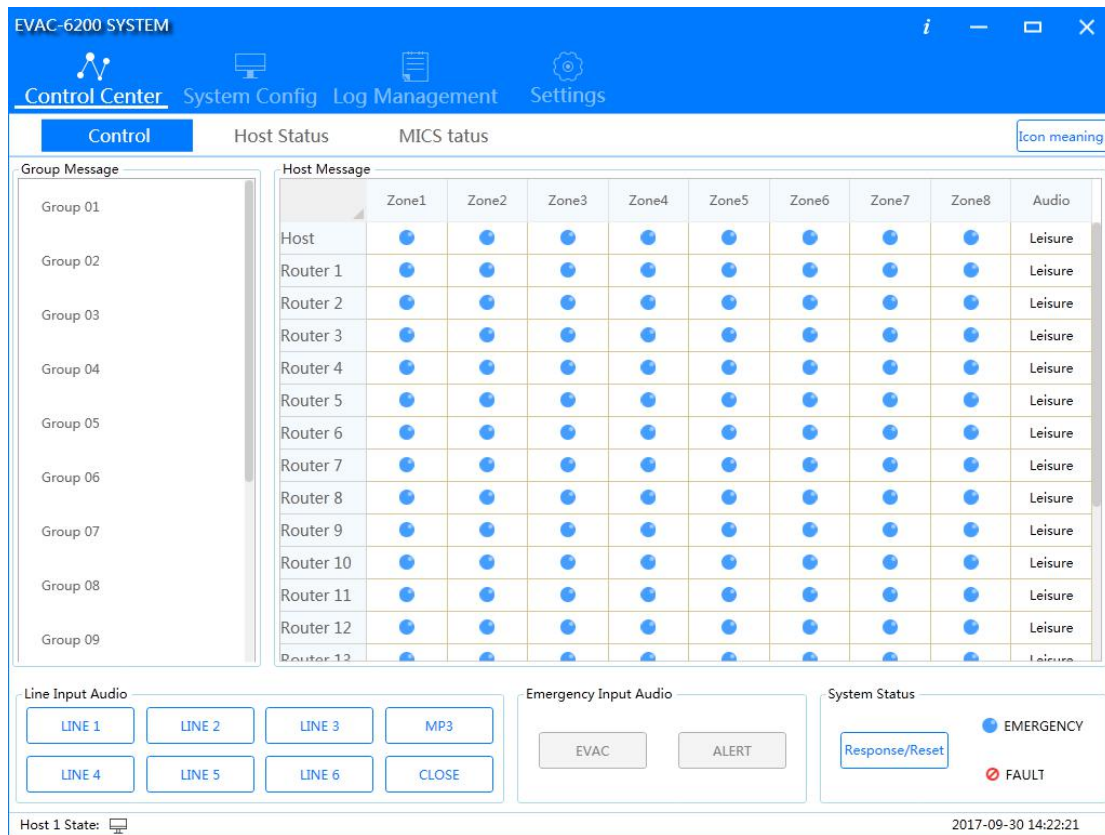 EVAC-6200 SYSTEM
i
Control Center System Config Log Management Settings
Control Host Status MICS tatus Icon meaning
Group Message
Group 01
Group 02
Group 03
Group 04
Group 05
Group 06
Group 07
Group 08
Group 09
Host Message
Zone1 Zone2 Zone3 Zone4 Zone5 Zone6 Zone7 Zone8 Audio
Host Leisure
Router 1 Leisure
Router 2 Leisure
Router 3 Leisure
Router 4 Leisure
Router 5 Leisure
Router 6 Leisure
Router 7 Leisure
Router 8 Leisure
Router 9 Leisure
Router 10 Leisure
Router 11 Leisure
Router 12 Leisure
Router 13 Leisure
Line Input Audio
LINE 1 LINE 2 LINE 3 MP3
LINE 4 LINE 5 LINE 6 CLOSE
Emergency Input Audio
EVAC ALERT
System Status
Response/Reset
EMERGENCY
FAULT
Host 1 State:
2017-09-30 14:22:21